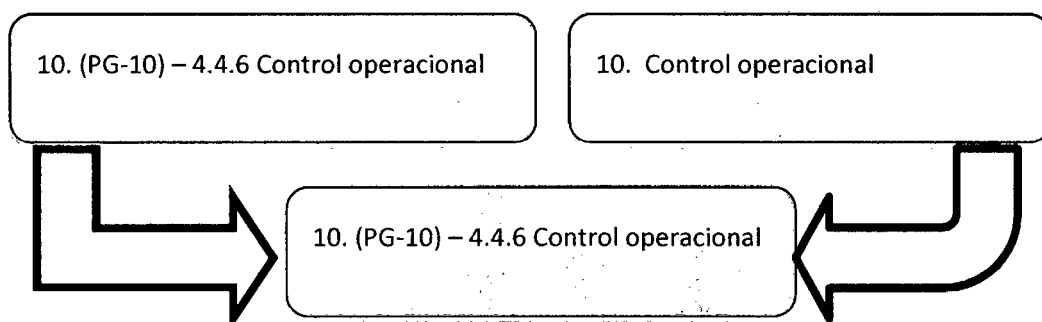 10. (PG-10) – 4.4.6 Control operacional
10. Control operacional
10. (PG-10) – 4.4.6 Control operacional